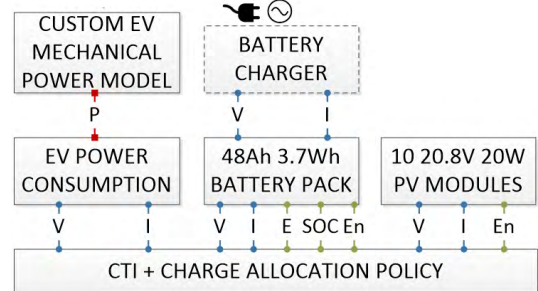 CUSTOM EV
MECHANICAL
POWER MODEL
BATTERY
CHARGER
P
V I
EV POWER
CONSUMPTION
48Ah 3.7Wh
BATTERY PACK
10 20.8V 20W
PV MODULES
V I
V I E SOC En
V I En
CTI + CHARGE ALLOCATION POLICY